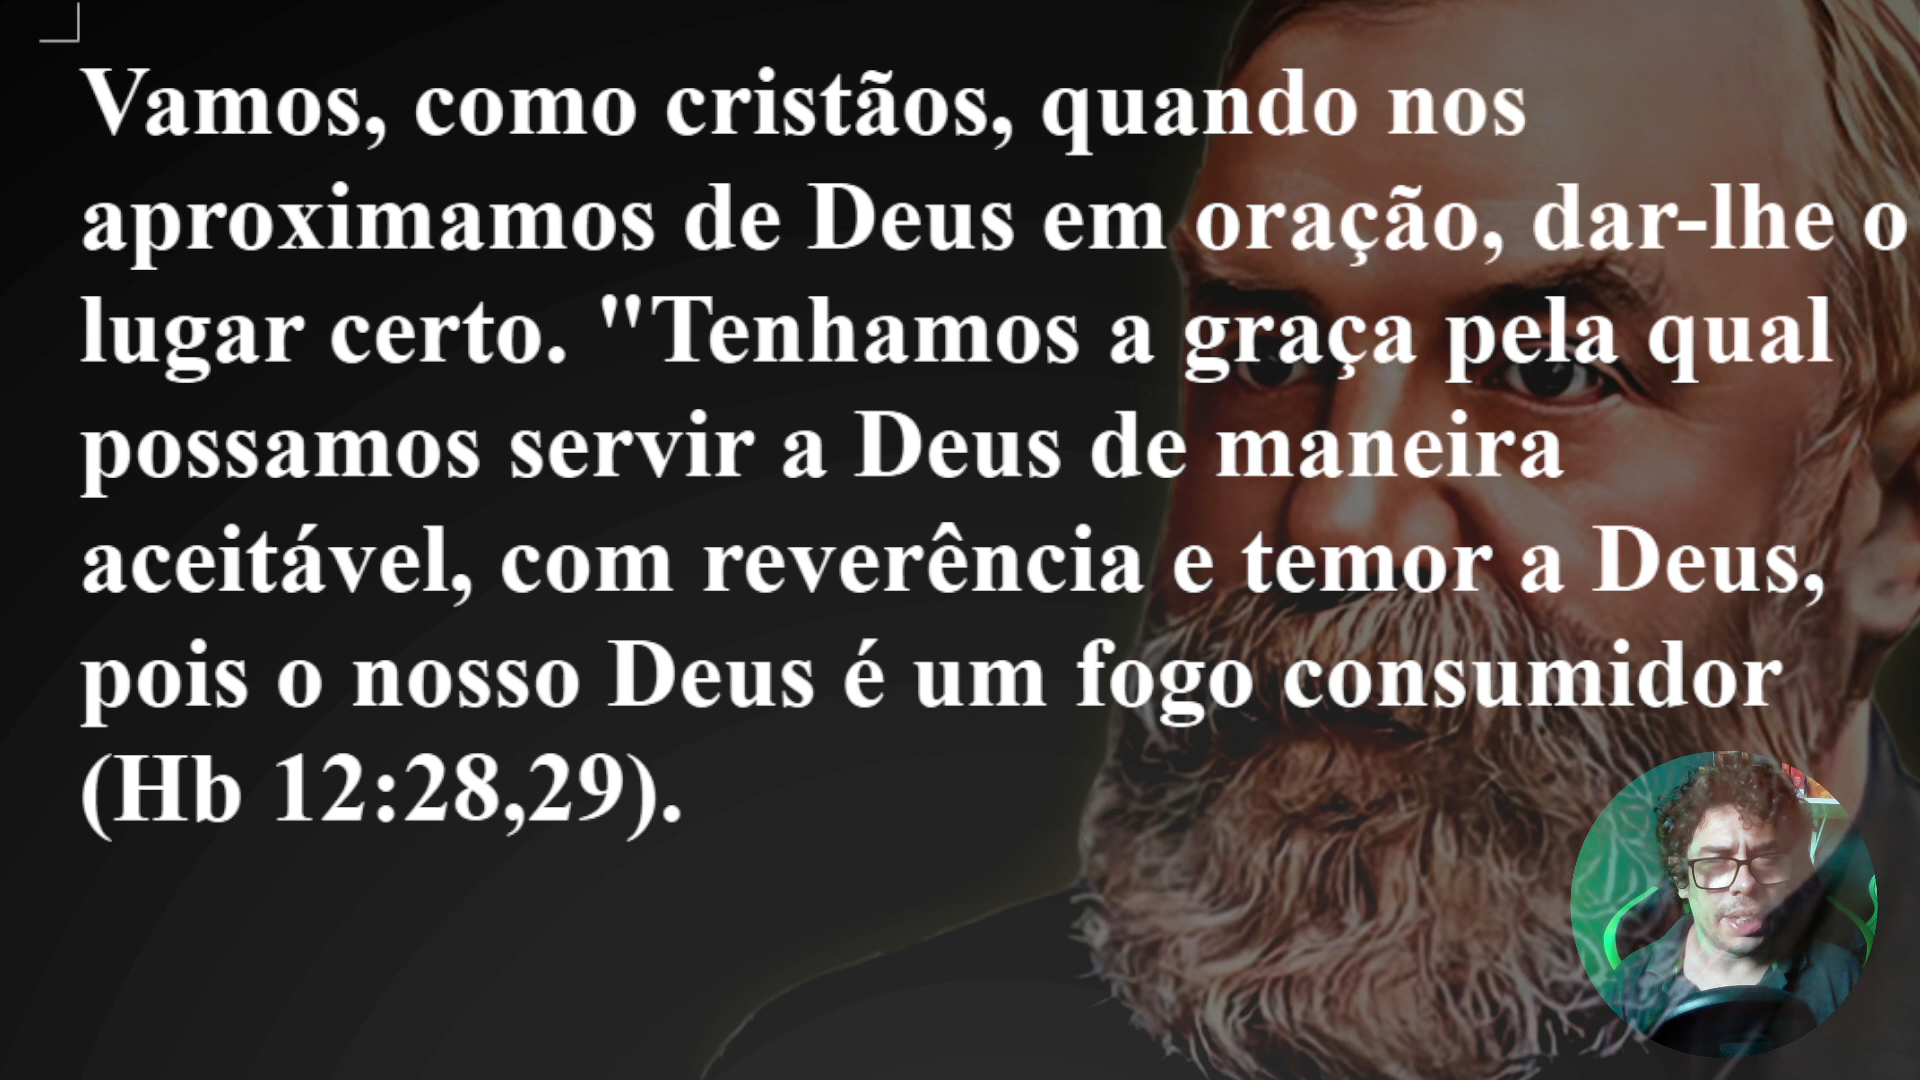 Vamos, como cristãos, quando nos
aproximamos de Deus em oração, dar-lhe o
lugar certo. "Tenhamos a graça pela qual
possamos servir a Deus de maneira
aceitável, com reverência e temor a Deus,
pois o nosso Deus é um fogo consumidor
(Hb 12:28,29).